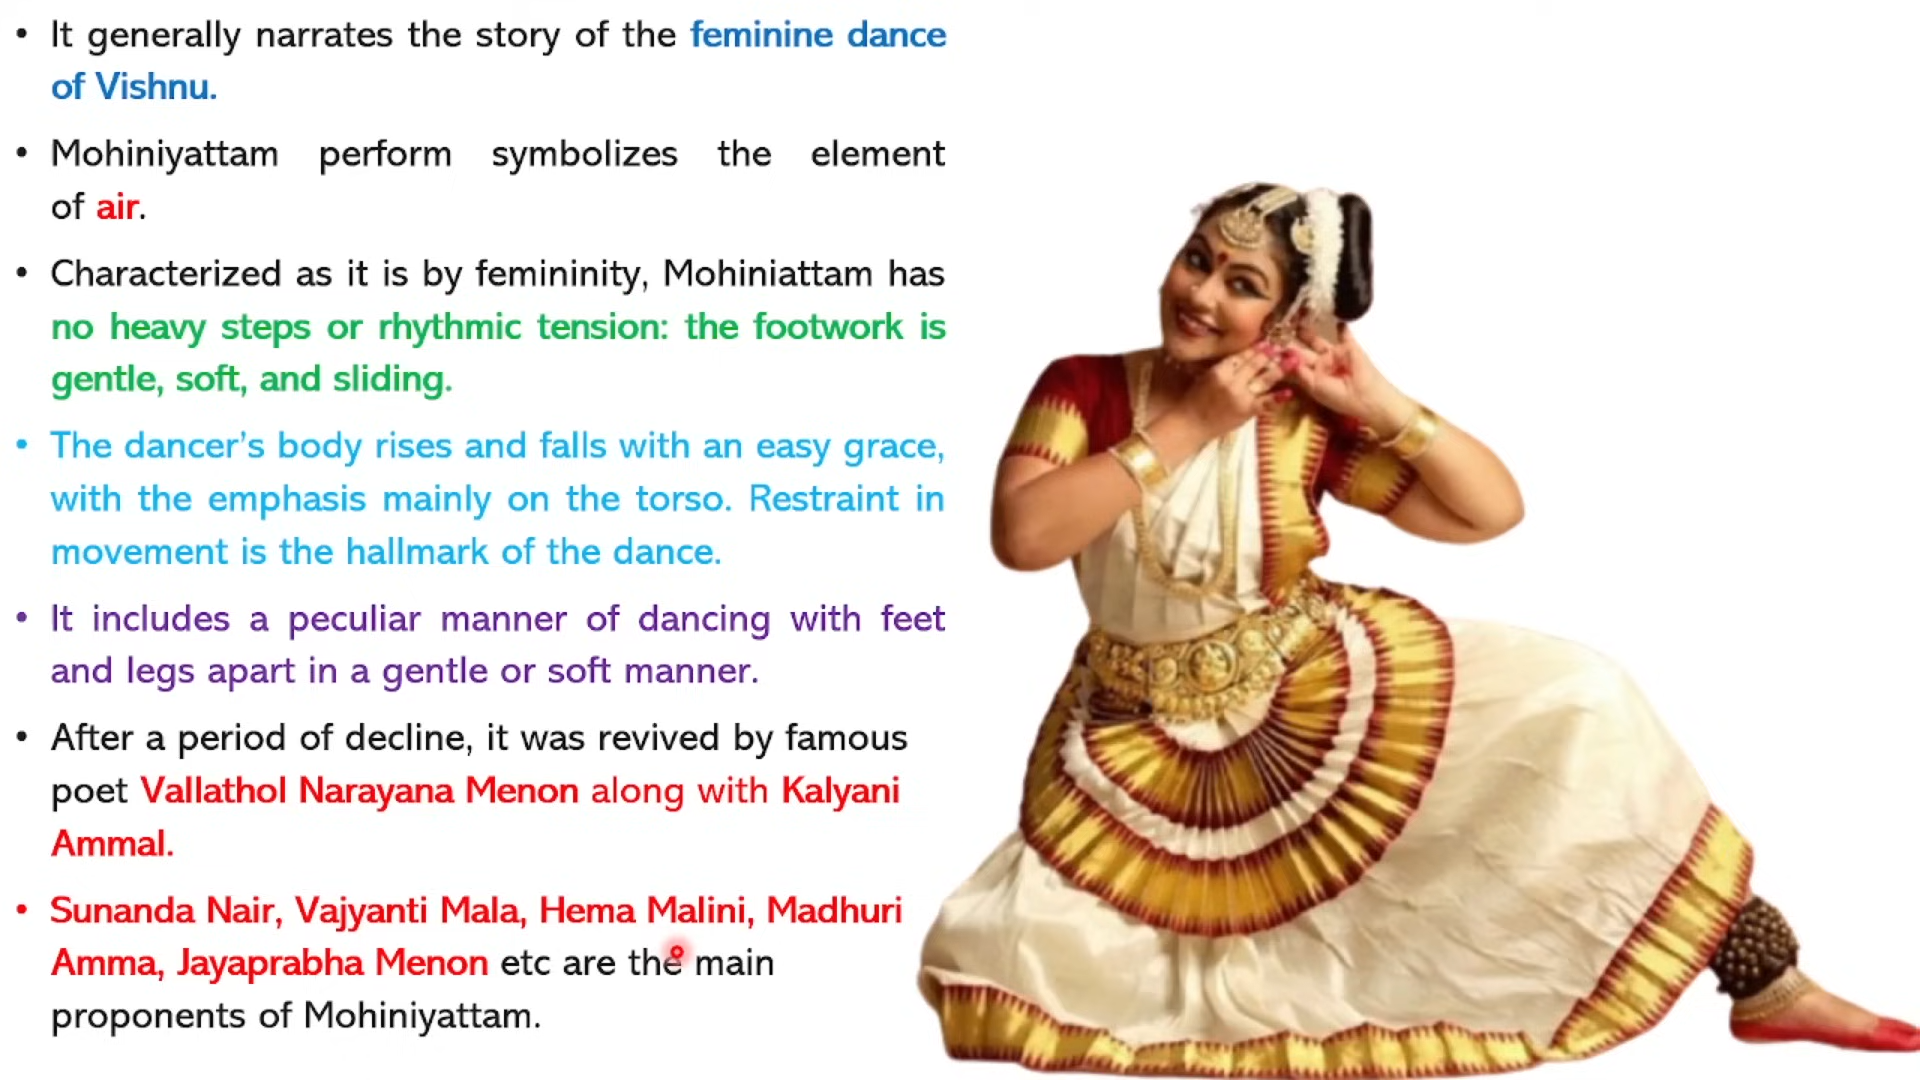 • It generally narrates the story of the feminine dance
of Vishnu.
• Mohiniyattam perform symbolizes the element
of air.
• Characterized as it is by femininity, Mohiniattam has
no heavy steps or rhythmic tension: the footwork is
gentle, soft, and sliding.
• The dancer’s body rises and falls with an easy grace,
with the emphasis mainly on the torso. Restraint in
movement is the hallmark of the dance.
• It includes a peculiar manner of dancing with feet
and legs apart in a gentle or soft manner.
• After a period of decline, it was revived by famous
poet Vallathol Narayana Menon along with Kalyani
Ammal.
• Sunanda Nair, Vajyanti Mala, Hema Malini, Madhuri
Amma, Jayaprabha Menon etc are the main
proponents of Mohiniyattam.